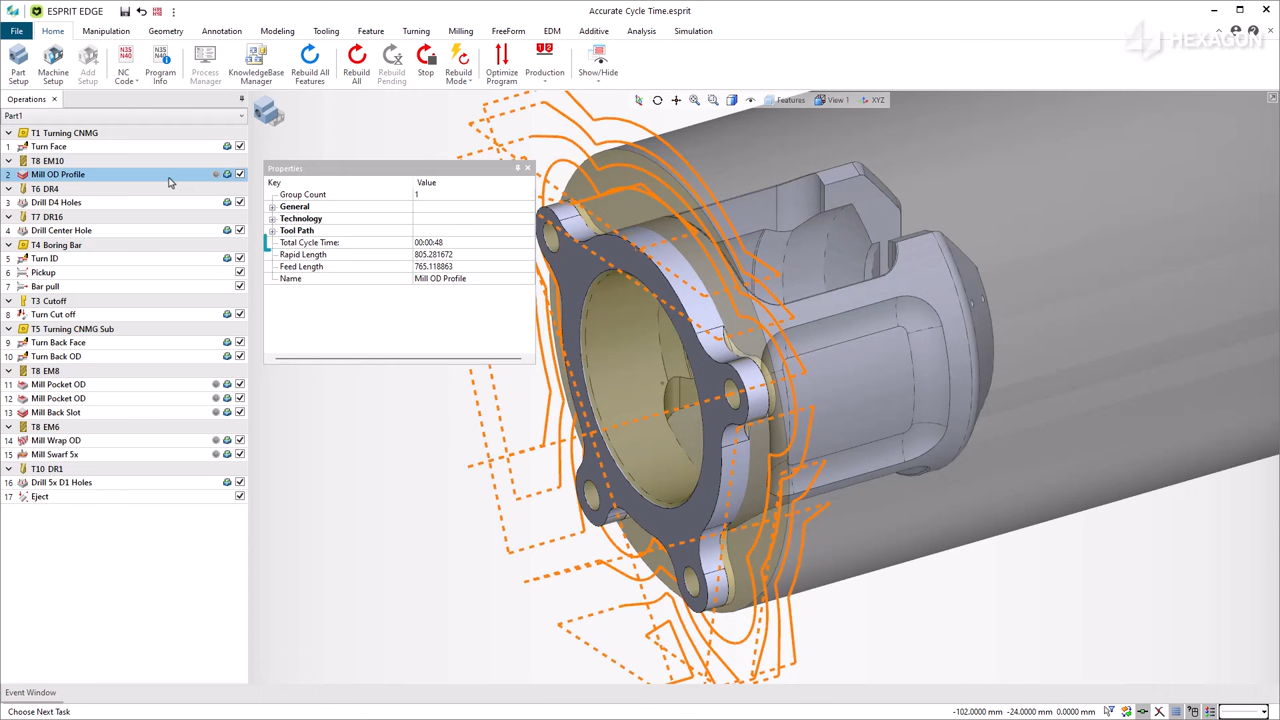 ESPRIT EDGE
Accurate Cycle Time.esprit
File Home Manipulation Geometry Annotation Modeling Tooling Feature Turning Milling FreeForm EDM Additive Analysis Simulation
Part Setup
Machine Setup
Add Setup
NC Code
Program Info
Process Manager
KnowledgeBase Manager
Rebuild All Features
Rebuild All
Rebuild Pending
Stop
Rebuild Mode
Optimize Program
Production
Show/Hide
HEXAGON
Operations
Features View 1 XYZ
Part1
T1 Turning CNMG
1 Turn Face
T8 EM10
2 Mill OD Profile
T6 DR4
3 Drill D4 Holes
T7 DR16
4 Drill Center Hole
T4 Boring Bar
5 Turn ID
6 Pickup
7 Bar pull
T3 Cutoff
8 Turn Cut off
T5 Turning CNMG Sub
9 Turn Back Face
10 Turn Back OD
T8 EM8
11 Mill Pocket OD
12 Mill Pocket OD
13 Mill Back Slot
T8 EM6
14 Mill Wrap OD
15 Mill Swarf 5x
T10 DR1
16 Drill 5x D1 Holes
17 Eject
Properties
Key Value
Group Count 1
General
Technology
Tool Path
Total Cycle Time: 00:00:48
Rapid Length 805.281672
Feed Length 765.118863
Name Mill OD Profile
Event Window
Choose Next Task
-102.0000 mm -24.0000 mm 0.0000 mm